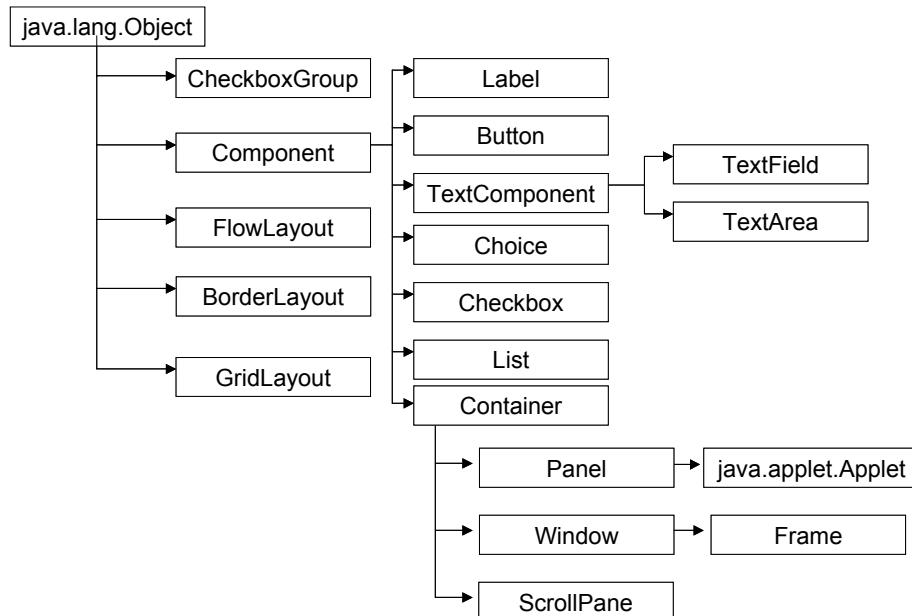 java.lang.Object
CheckboxGroup
Label
Component
Button
TextComponent
TextField
TextArea
FlowLayout
Choice
BorderLayout
Checkbox
GridLayout
List
Container
Panel
java.applet.Applet
Window
Frame
ScrollPane